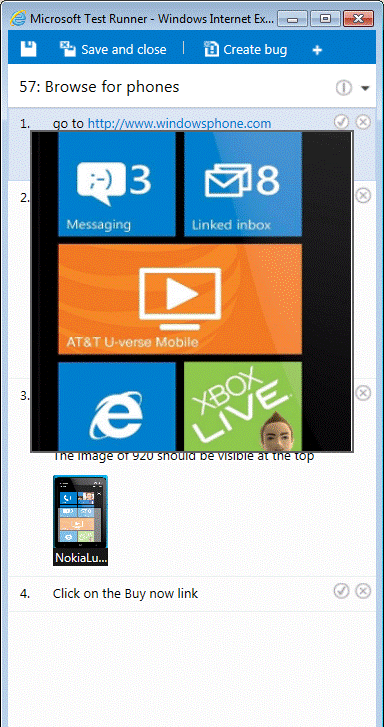 Microsoft Test Runner - Windows Internet Ex...
Save and close
Create bug
57: Browse for phones
1. go to http://www.windowsphone.com
2.
;-) 3
8
Messaging
Linked inbox
AT&T U-verse Mobile
XBOX
LIVE
3.
The image of 920 should be visible at the top
NokiaLu...
4. Click on the Buy now link